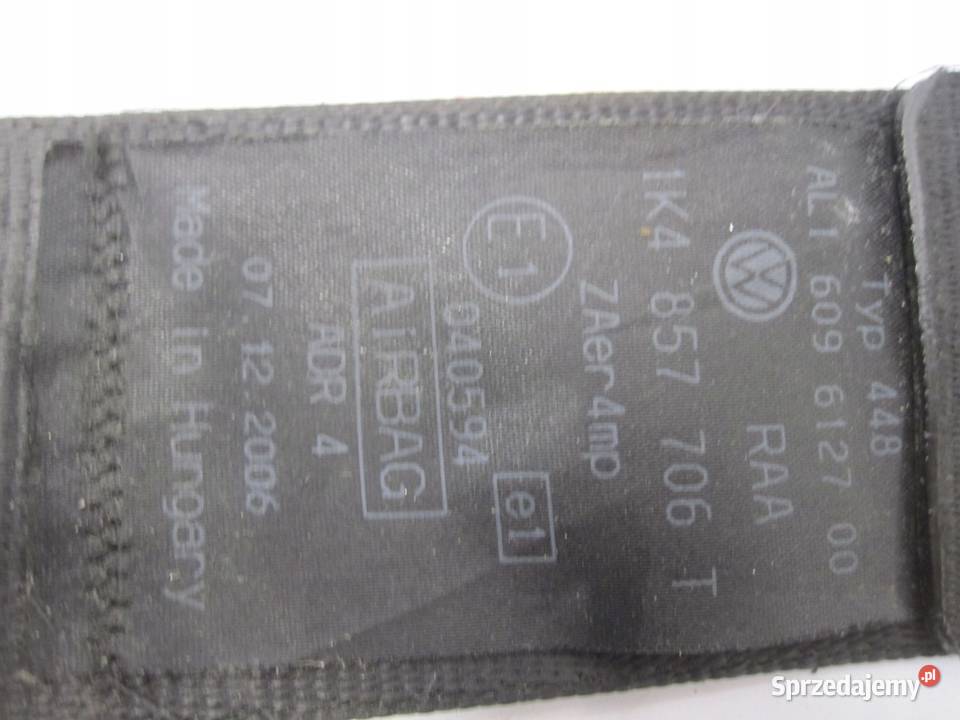 Typ 448
AL1 609 6127 00
VW RAA
1K4 857 706 T
ZAer4mp
E1 e1
040594
AiRBAG
ADR 4
07.12.2006
Made in Hungary
Sprzedajemy.pl